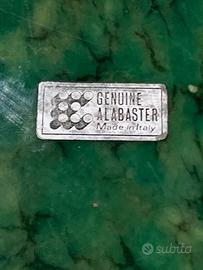 GENUINE
ALABASTER
Made in Italy
subito